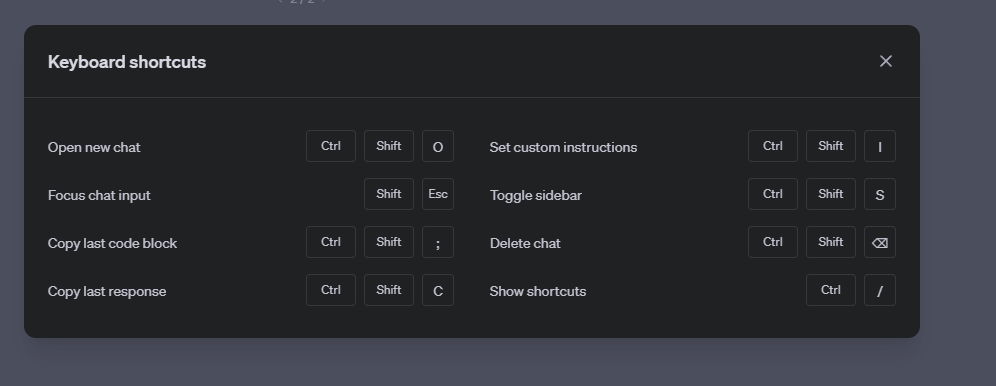 Keyboard shortcuts
Open new chat Ctrl Shift O
Set custom instructions Ctrl Shift I
Focus chat input Shift Esc
Toggle sidebar Ctrl Shift S
Copy last code block Ctrl Shift ;
Delete chat Ctrl Shift ⌫
Copy last response Ctrl Shift C
Show shortcuts Ctrl /